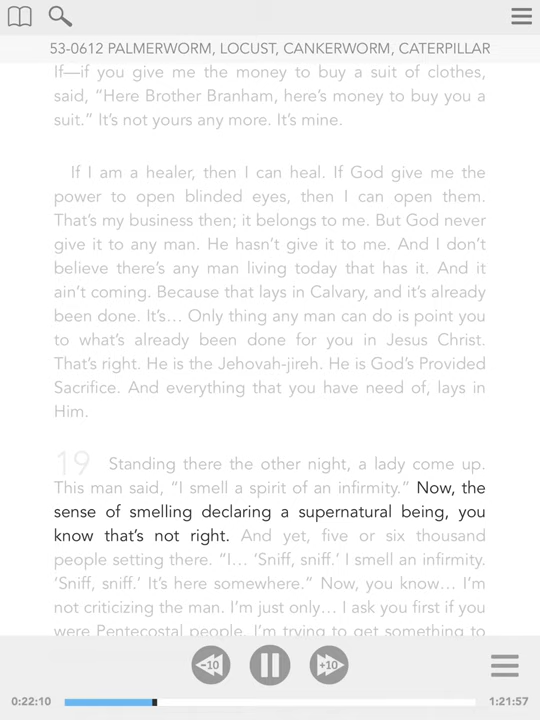 53-0612 PALMERWORM, LOCUST, CANKERWORM, CATERPILLAR
If—if you give me the money to buy a suit of clothes,
said, “Here Brother Branham, here’s money to buy you a
suit.” It’s not yours any more. It’s mine.
If I am a healer, then I can heal. If God give me the
power to open blinded eyes, then I can open them.
That’s my business then; it belongs to me. But God never
give it to any man. He hasn’t give it to me. And I don’t
believe there’s any man living today that has it. And it
ain’t coming. Because that lays in Calvary, and it’s already
been done. It’s… Only thing any man can do is point you
to what’s already been done for you in Jesus Christ.
That’s right. He is the Jehovah-jireh. He is God’s Provided
Sacrifice. And everything that you have need of, lays in
Him.
19 Standing there the other night, a lady come up.
This man said, “I smell a spirit of an infirmity.” Now, the
sense of smelling declaring a supernatural being, you
know that’s not right. And yet, five or six thousand
people setting there. “I… ‘Sniff, sniff.’ I smell an infirmity.
‘Sniff, sniff.’ It’s here somewhere.” Now, you know… I’m
not criticizing the man. I’m just only… I ask you first if you
were Pentecostal people. I’m trying to get something to
-10 +10
0:22:10 1:21:57